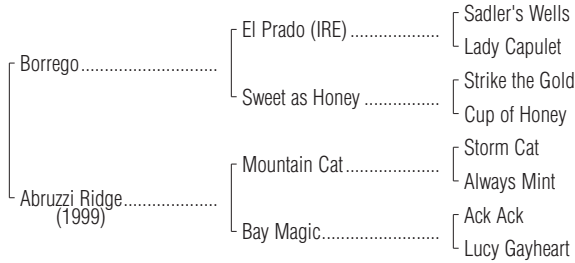 Sadler's Wells
El Prado (IRE)
Lady Capulet
Borrego
Strike the Gold
Sweet as Honey
Cup of Honey
Storm Cat
Mountain Cat
Always Mint
Abruzzi Ridge
(1999)
Ack Ack
Bay Magic
Lucy Gayheart